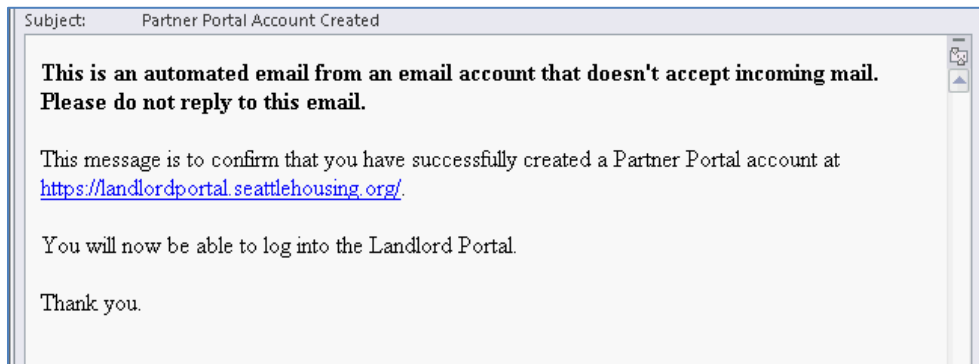 Subject: Partner Portal Account Created
This is an automated email from an email account that doesn't accept incoming mail.
Please do not reply to this email.
This message is to confirm that you have successfully created a Partner Portal account at
https://landlordportal.seattlehousing.org/.
You will now be able to log into the Landlord Portal.
Thank you.